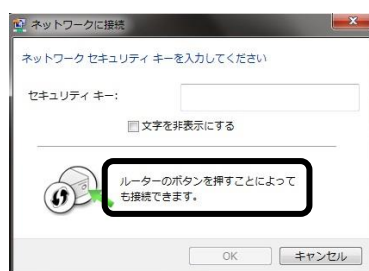 ネットワークに接続
ネットワーク セキュリティ キーを入力してください
セキュリティ キー:
文字を非表示にする
ルーターのボタンを押すことによって
も接続できます。
OK
キャンセル